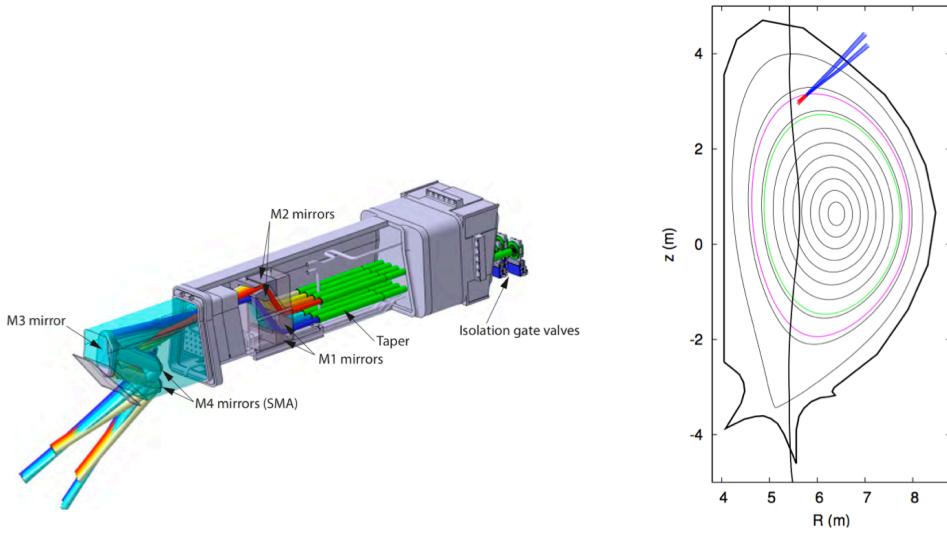 M2 mirrors
M3 mirror
Isolation gate valves
Taper
M1 mirrors
M4 mirrors (SMA)
4
2
0
-2
-4
z (m)
4 5 6 7 8
R (m)